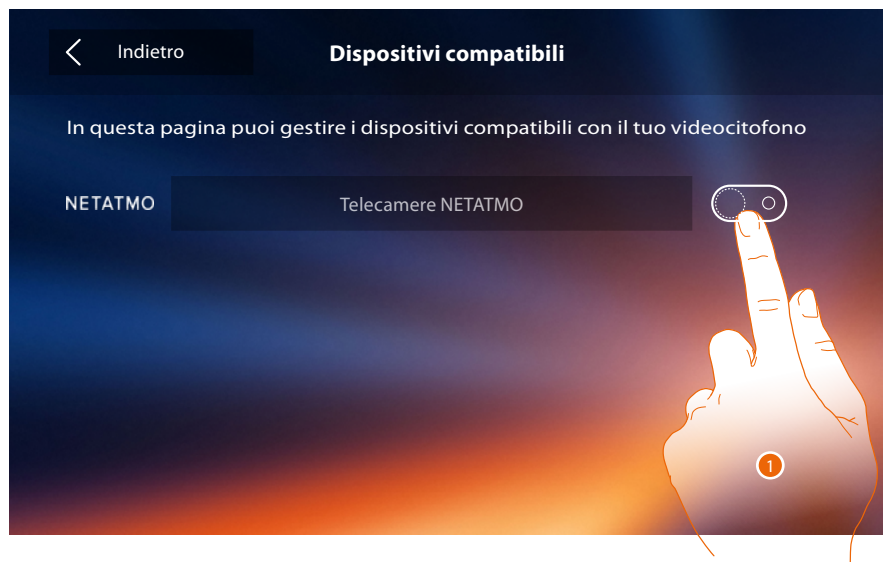 Indietro
Dispositivi compatibili
In questa pagina puoi gestire i dispositivi compatibili con il tuo videocitofono
NETATMO
Telecamere NETATMO
1